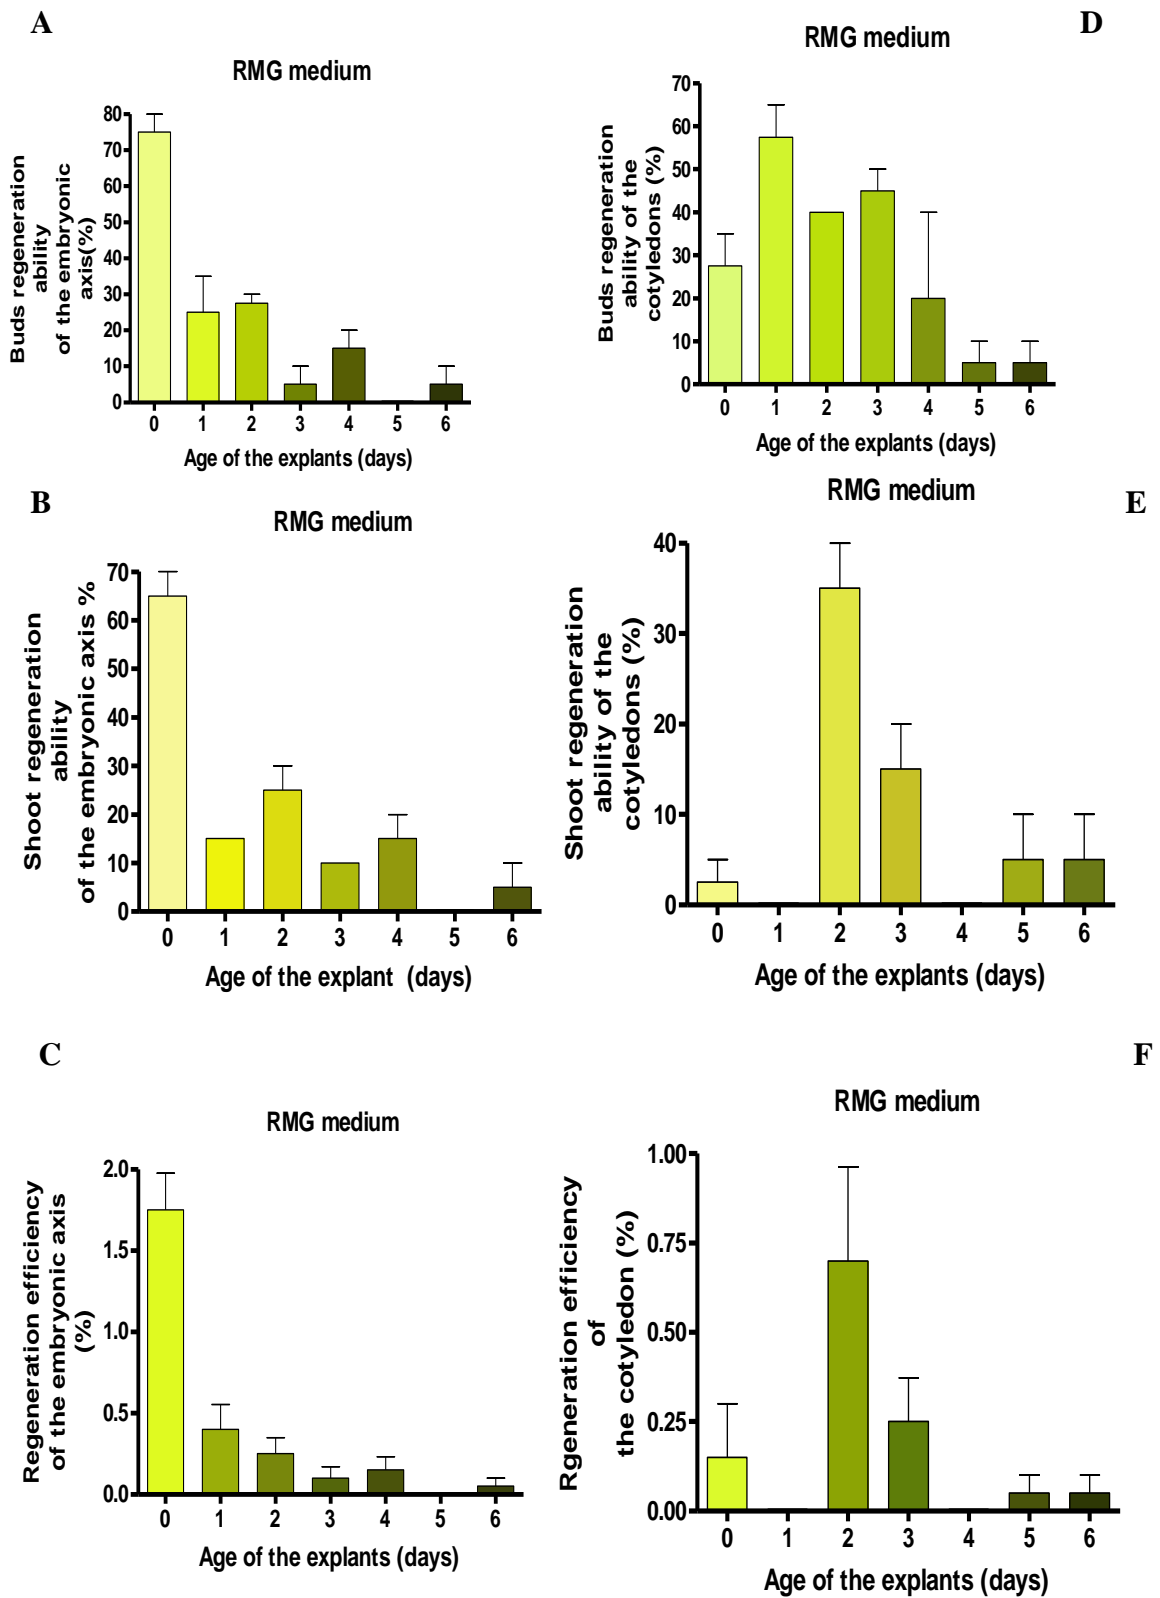 A
RMG medium
Buds regeneration
ability
of the embryonic
axis(%)
80
70
60
50
40
30
20
10
0
0 1 2 3 4 5 6
Age of the explants (days)
D
RMG medium
Buds regeneration
ability of the
cotyledons (%)
70
60
50
40
30
20
10
0
0 1 2 3 4 5 6
Age of the explants (days)
B
RMG medium
Shoot regeneration
ability
of the embryonic axis %
70
60
50
40
30
20
10
0
0 1 2 3 4 5 6
Age of the explant (days)
E
RMG medium
Shoot regeneration
ability of the
cotyledons (%)
40
30
20
10
0
0 1 2 3 4 5 6
Age of the explants (days)
C
RMG medium
Regeneration efficiency
of the embryonic axis
(%)
2.0
1.5
1.0
0.5
0.0
0 1 2 3 4 5 6
Age of the explants (days)
F
RMG medium
Rgeneration efficiency
of
the cotyledon (%)
1.00
0.75
0.50
0.25
0.00
0 1 2 3 4 5 6
Age of the explants (days)